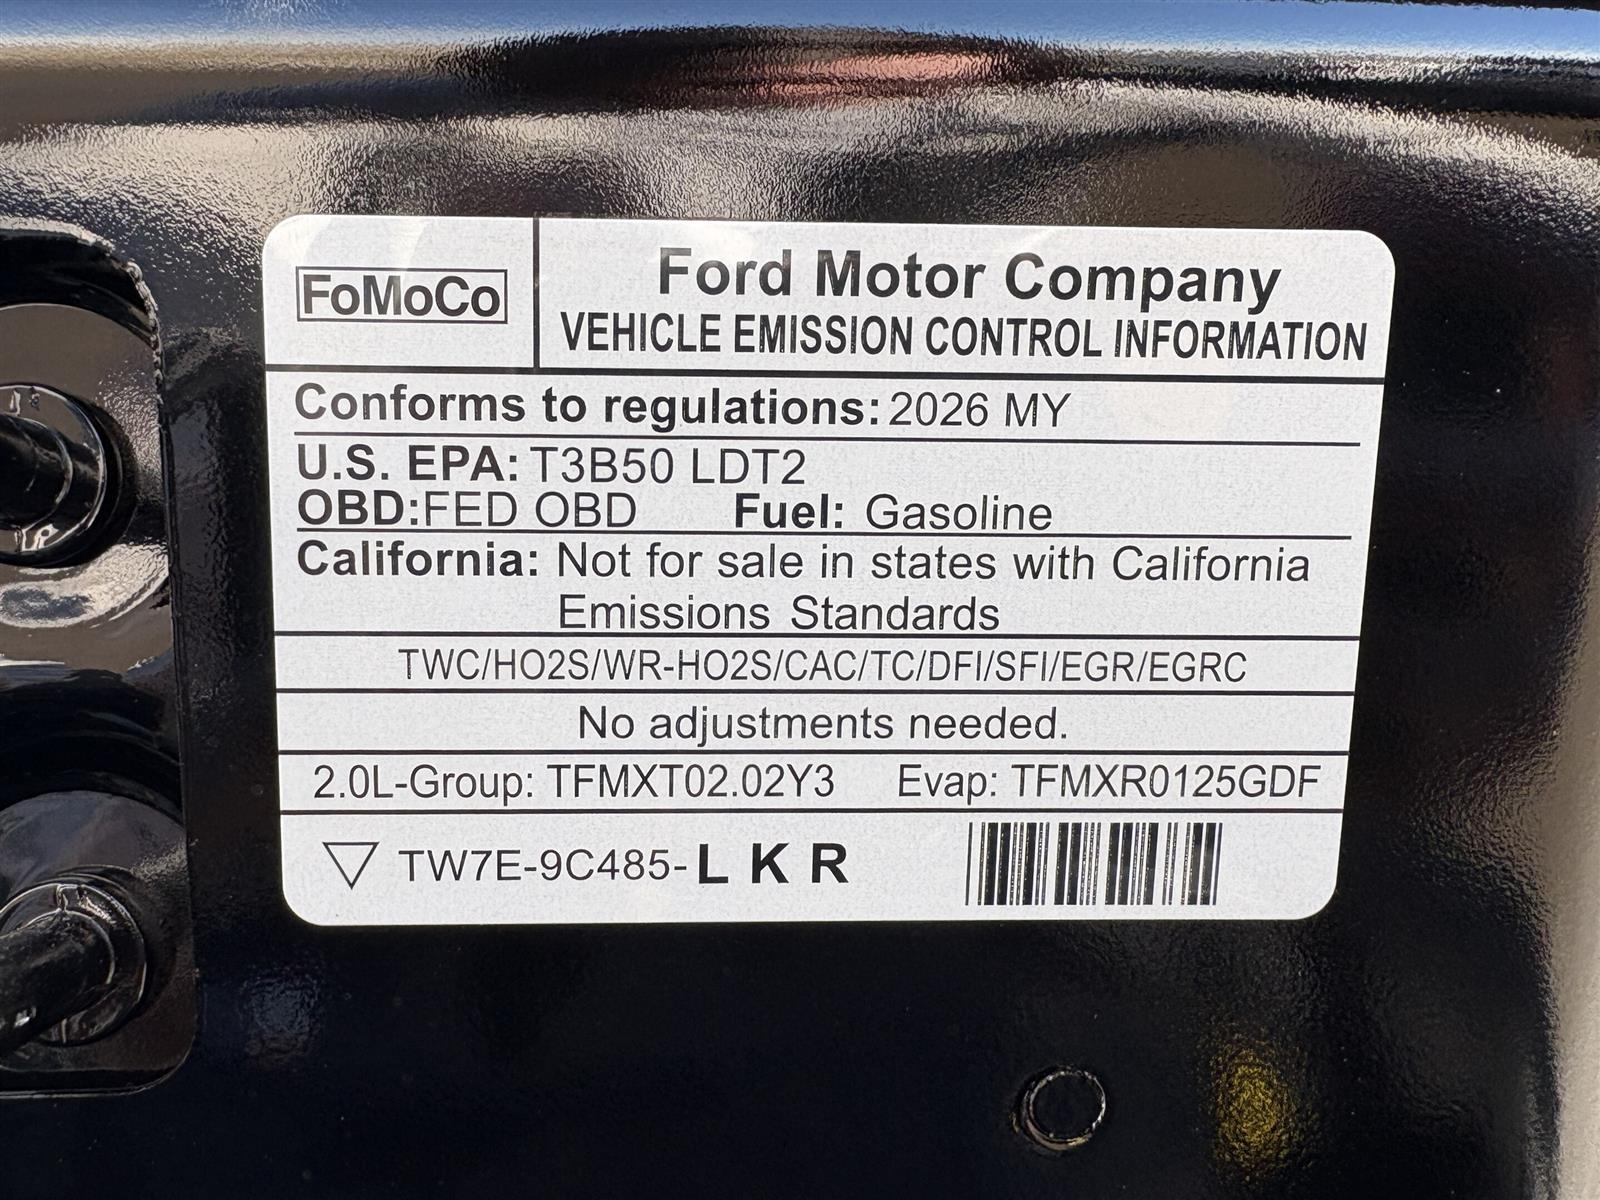 FoMoCo
Ford Motor Company
VEHICLE EMISSION CONTROL INFORMATION
Conforms to regulations: 2026 MY
U.S. EPA: T3B50 LDT2
OBD:FED OBD Fuel: Gasoline
California: Not for sale in states with California
Emissions Standards
TWC/HO2S/WR-HO2S/CAC/TC/DFI/SFI/EGR/EGRC
No adjustments needed.
2.0L-Group: TFMXT02.02Y3 Evap: TFMXR0125GDF
TW7E-9C485-L K R